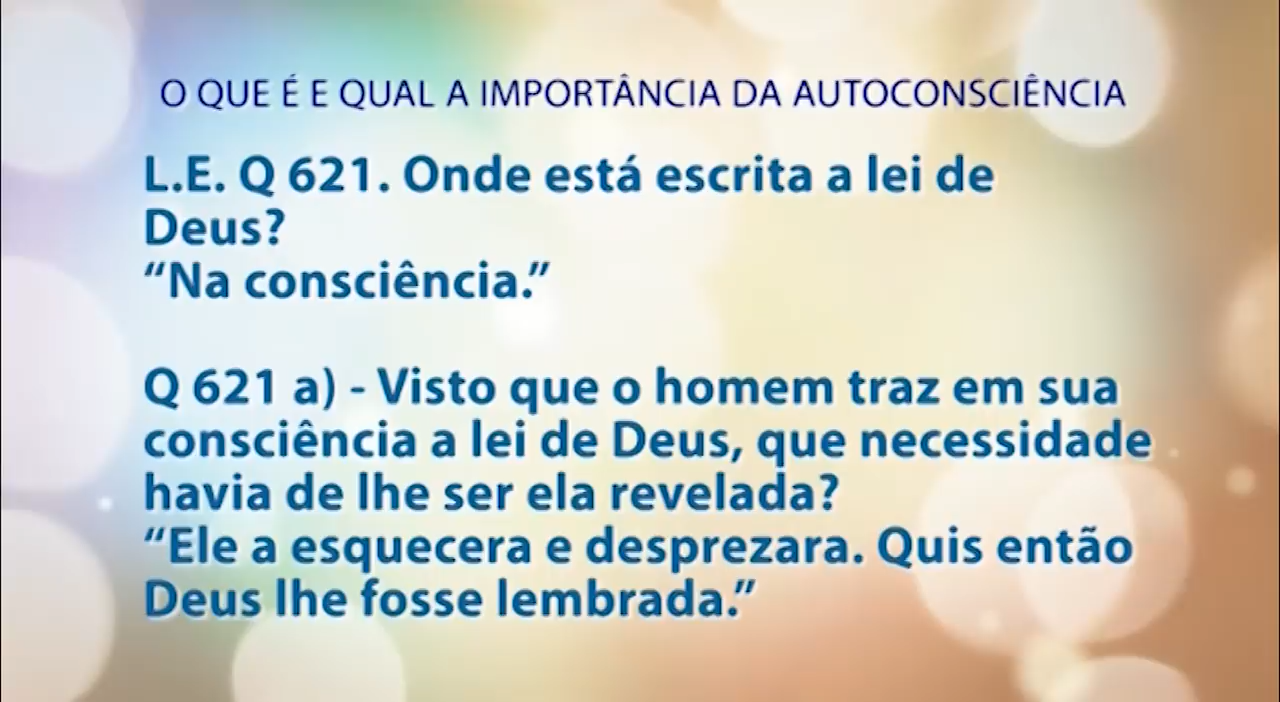 O QUE É E QUAL A IMPORTÂNCIA DA AUTOCONSCIÊNCIA
L.E. Q 621. Onde está escrita a lei de
Deus?
“Na consciência.”
Q 621 a) - Visto que o homem traz em sua
consciência a lei de Deus, que necessidade
havia de lhe ser ela revelada?
“Ele a esquecera e desprezara. Quis então
Deus lhe fosse lembrada.”